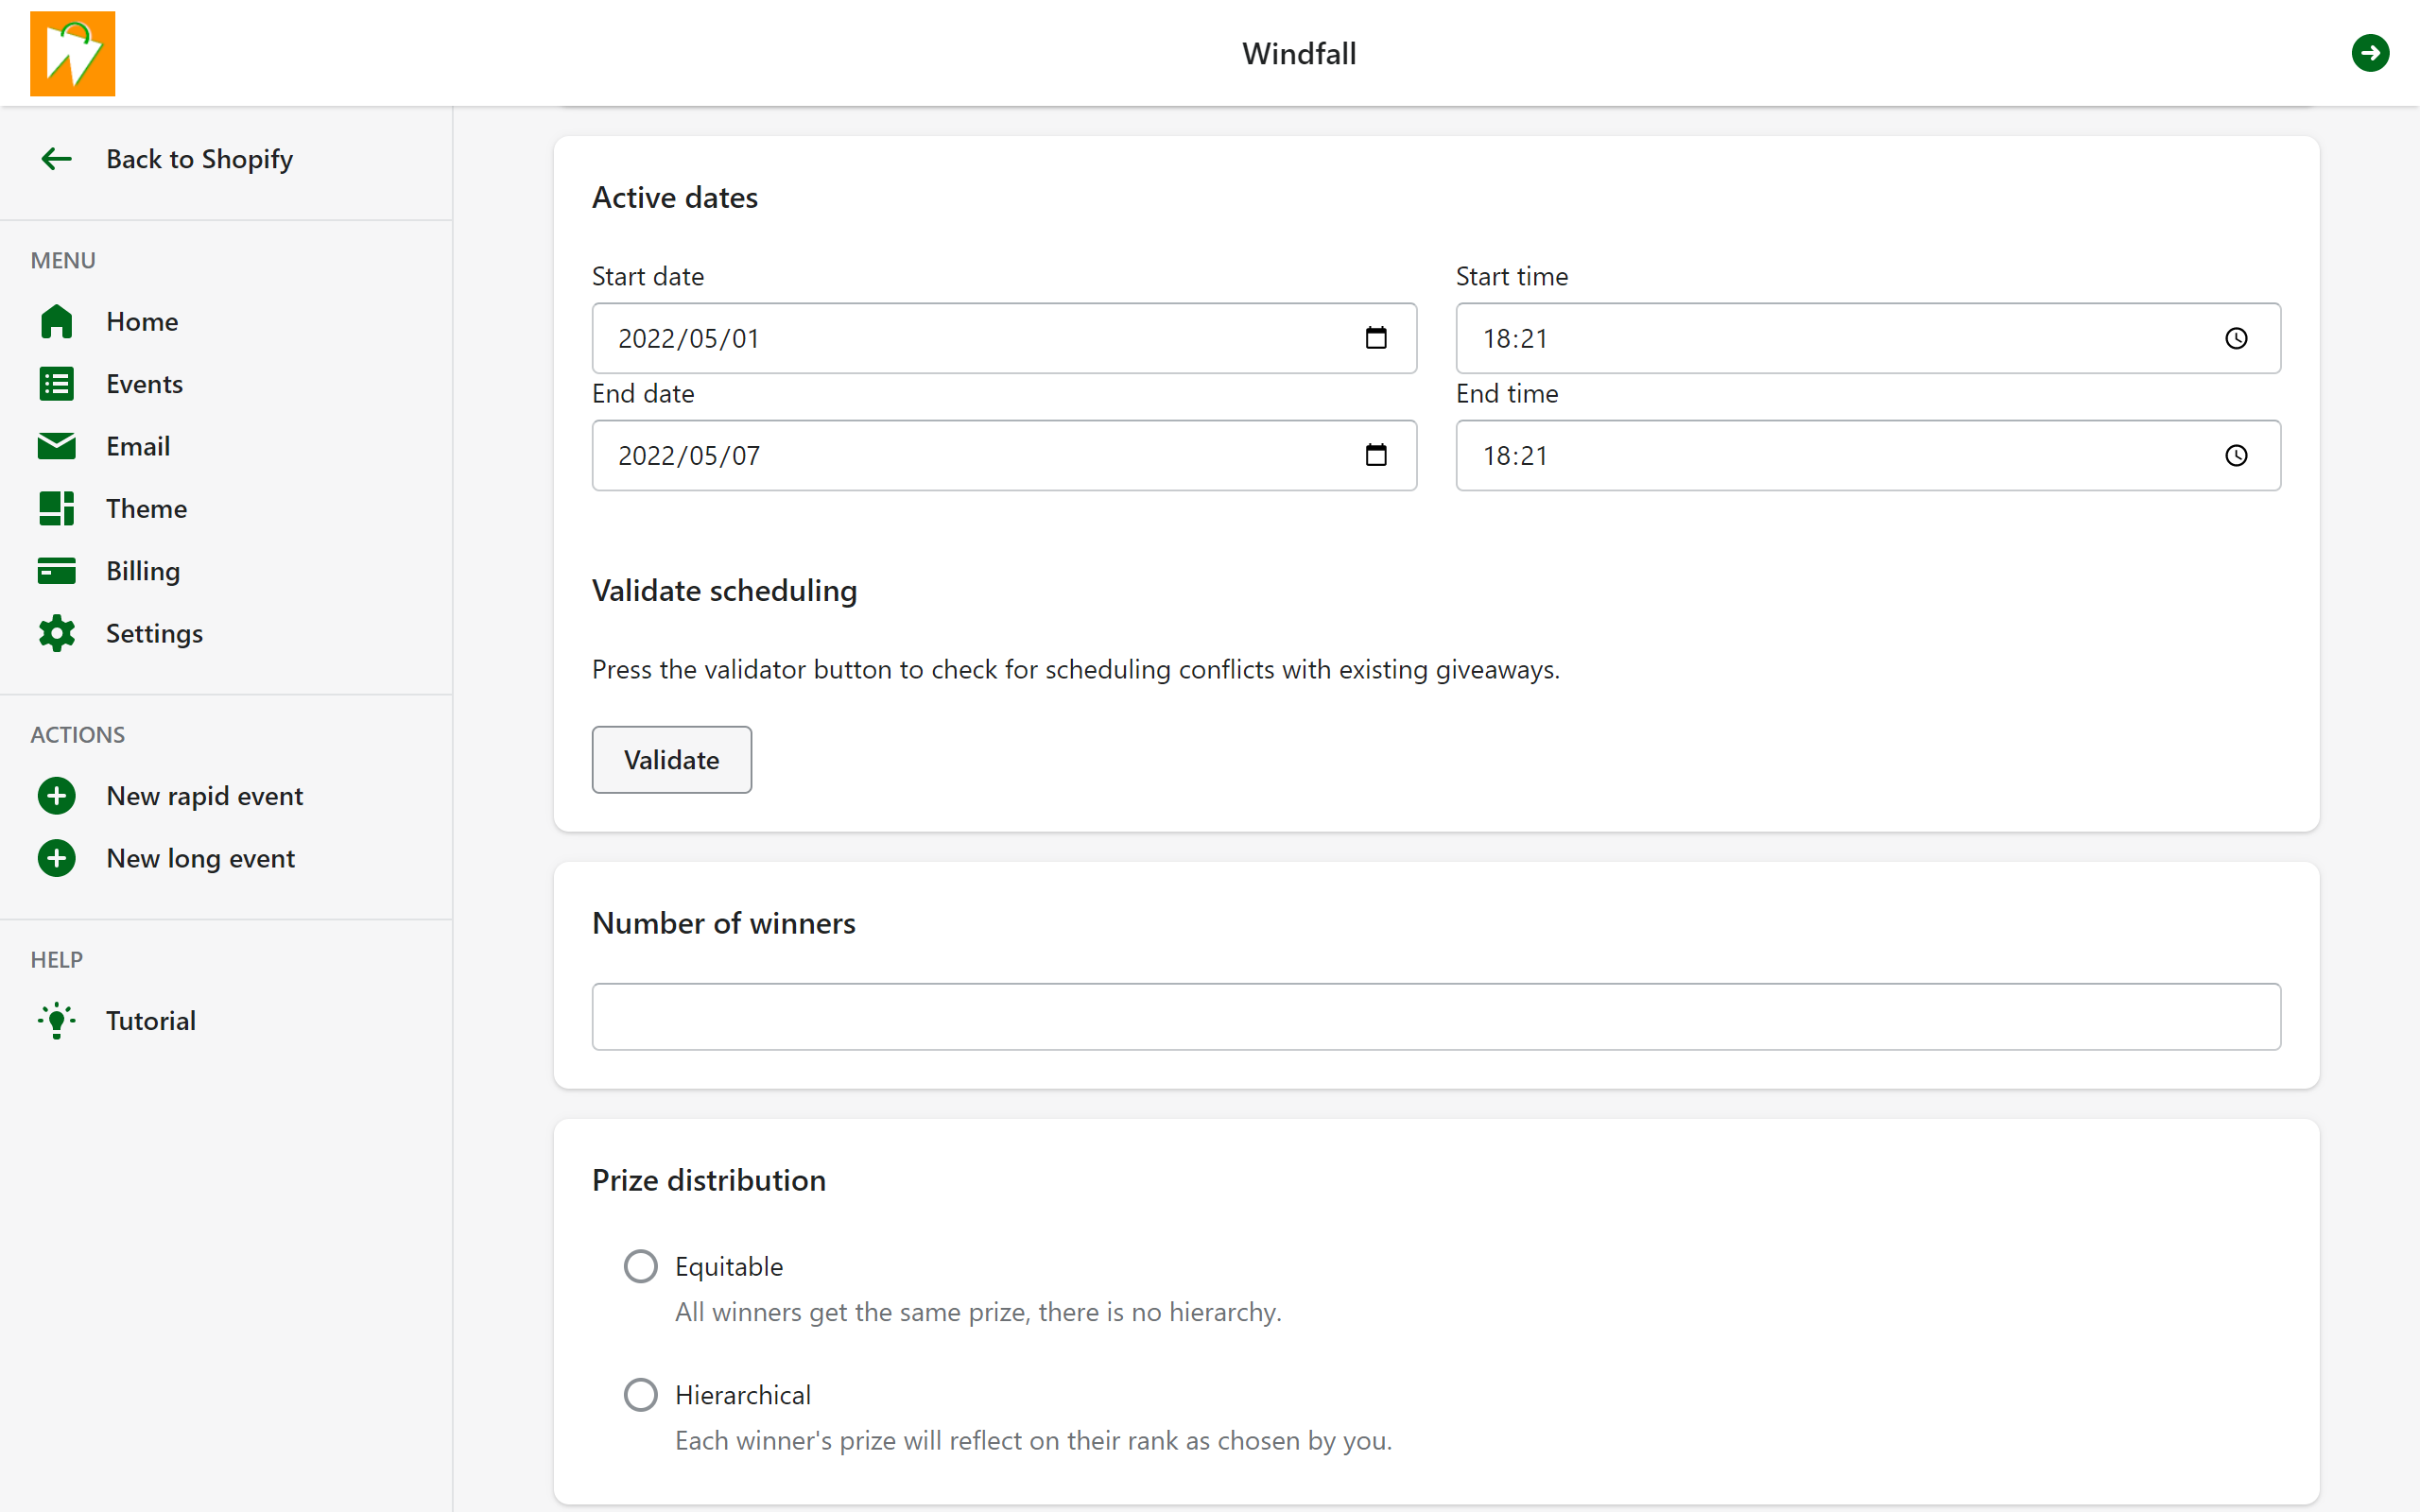 Windfall
Back to Shopify
MENU
Home
Events
Email
Theme
Billing
Settings
ACTIONS
New rapid event
New long event
HELP
Tutorial
Active dates
Start date
Start time
2022/05/01
18:21
End date
End time
2022/05/07
18:21
Validate scheduling
Press the validator button to check for scheduling conflicts with existing giveaways.
Validate
Number of winners
Prize distribution
Equitable
All winners get the same prize, there is no hierarchy.
Hierarchical
Each winner's prize will reflect on their rank as chosen by you.